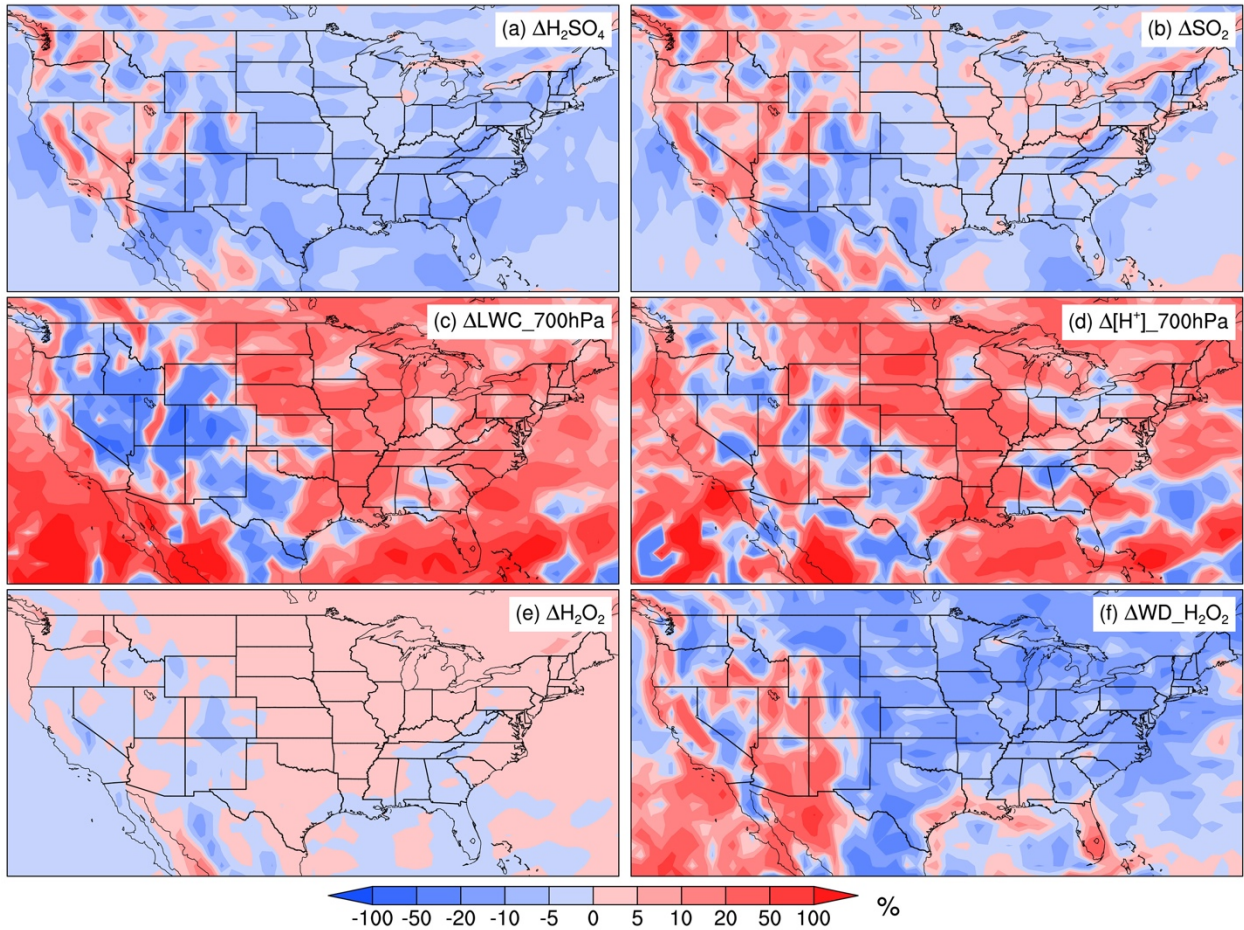 (a) ΔH₂SO₄
(b) ΔSO₂
(c) ΔLWC_700hPa
(d) Δ[H⁺]_700hPa
(e) ΔH₂O₂
(f) ΔWD_H₂O₂
-100 -50 -20 -10 -5 0 5 10 20 50 100 %